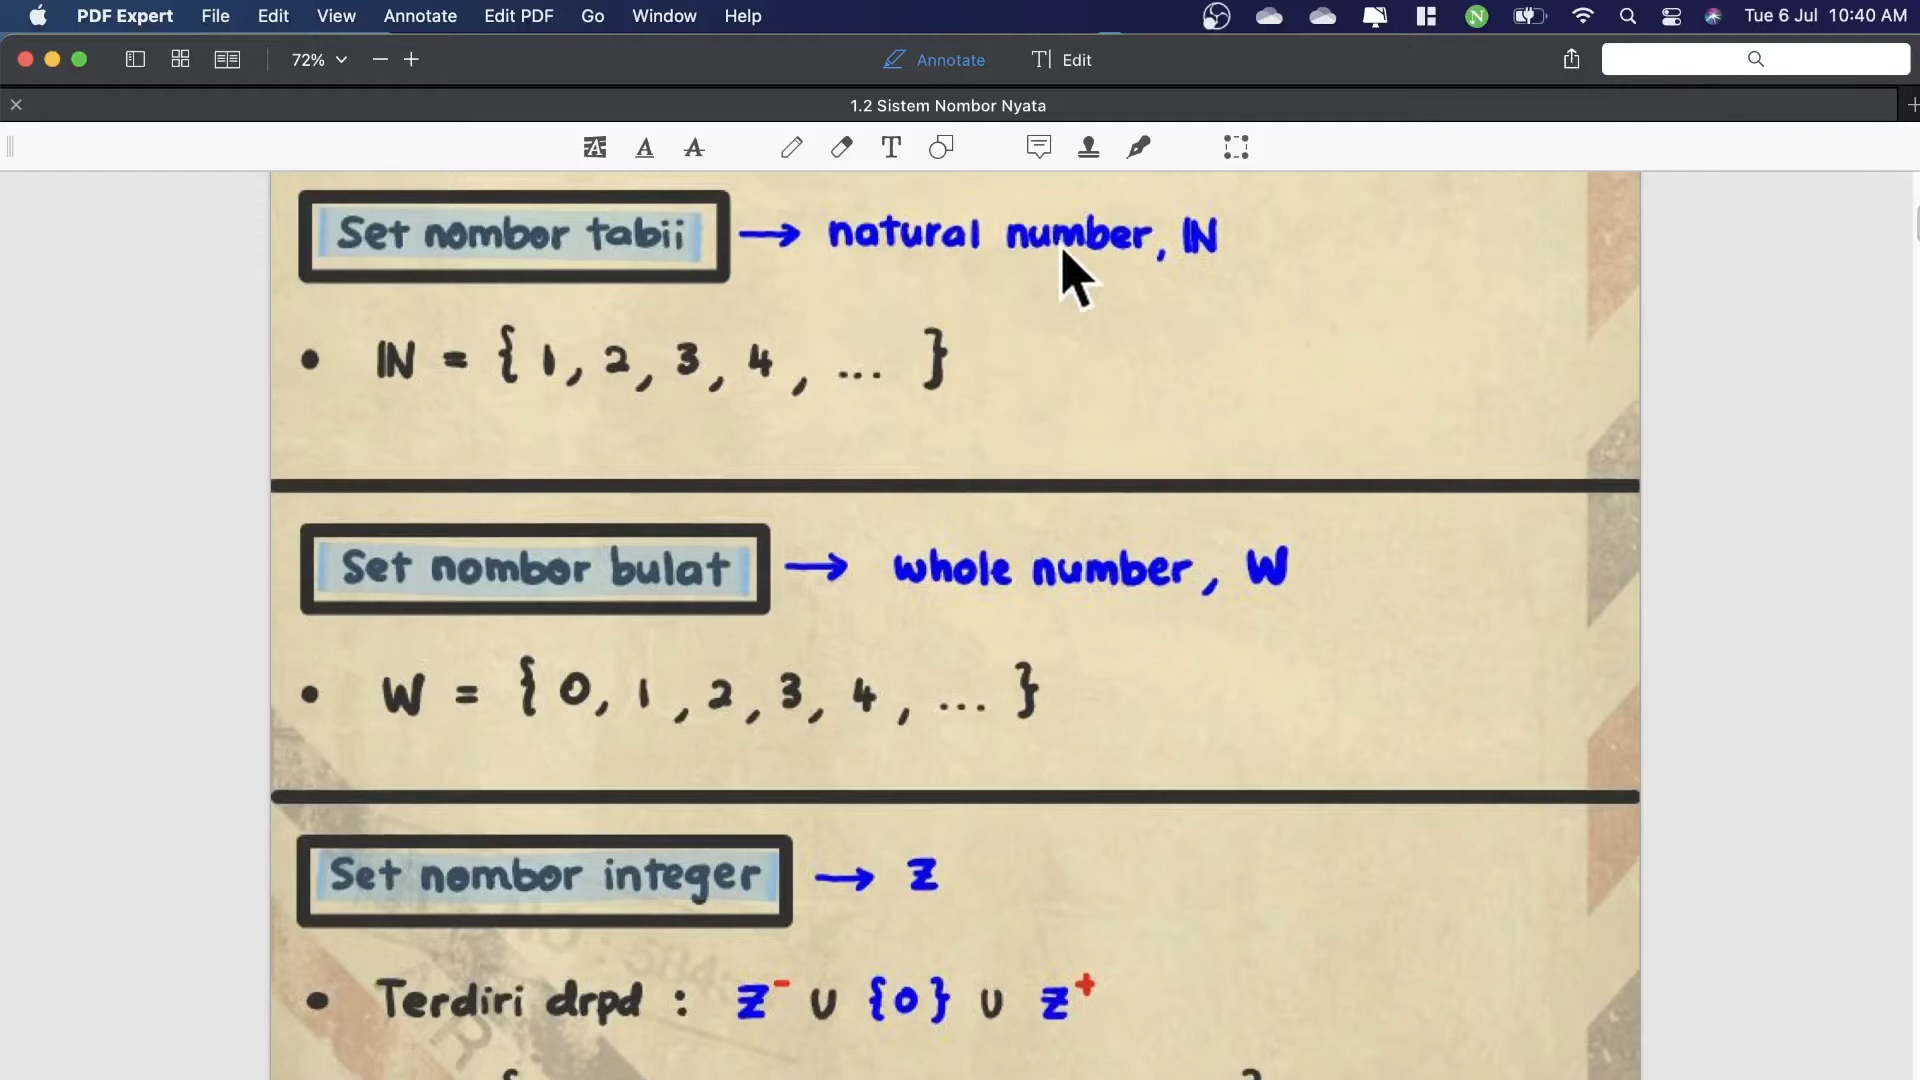 PDF Expert File Edit View Annotate Edit PDF Go Window Help Tue 6 Jul 10:40 AM
72% Annotate Edit
1.2 Sistem Nombor Nyata
Set nombor tabii → natural number, IN
• IN = { 1, 2, 3, 4, ... }
Set nombor bulat → whole number, W
• W = { 0, 1, 2, 3, 4, ... }
Set nombor integer → Z
• Terdiri drpd : Z⁻ ∪ {0} ∪ Z⁺